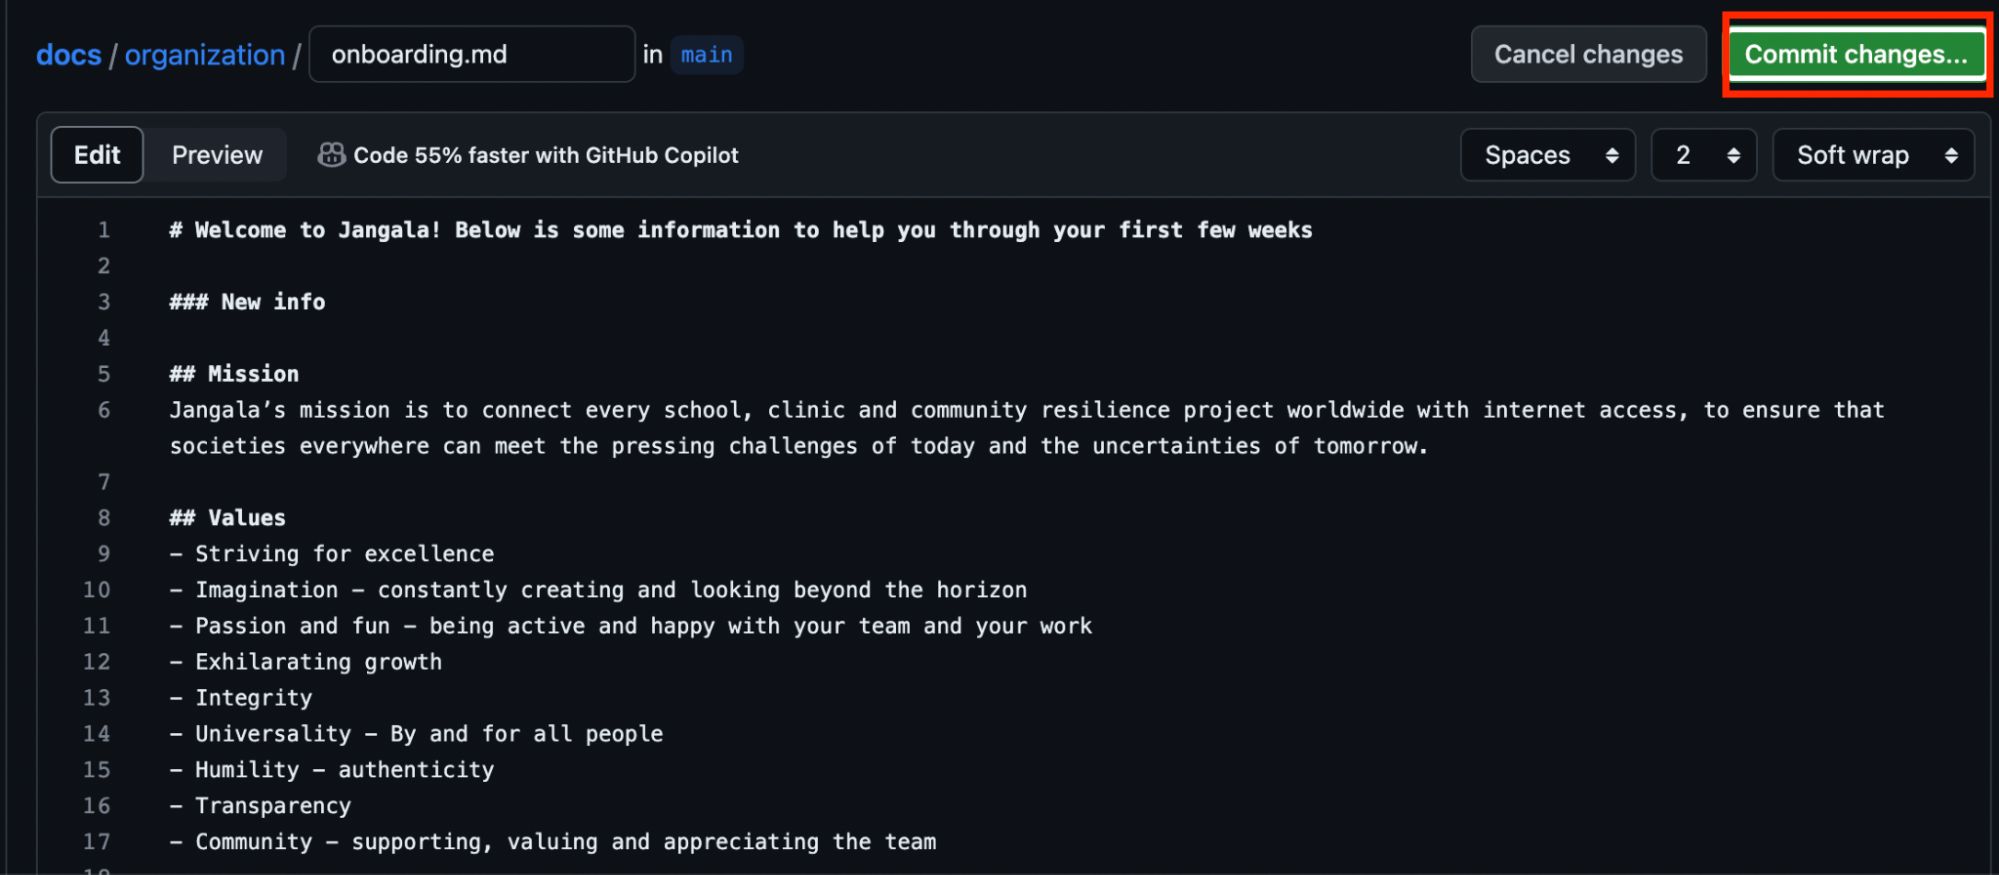 docs / organization / onboarding.md in main Cancel changes Commit changes...
Edit Preview Code 55% faster with GitHub Copilot Spaces 2 Soft wrap
1 # Welcome to Jangala! Below is some information to help you through your first few weeks
2
3 ### New info
4
5 ## Mission
6 Jangala’s mission is to connect every school, clinic and community resilience project worldwide with internet access, to ensure that
societies everywhere can meet the pressing challenges of today and the uncertainties of tomorrow.
7
8 ## Values
9 – Striving for excellence
10 – Imagination – constantly creating and looking beyond the horizon
11 – Passion and fun – being active and happy with your team and your work
12 – Exhilarating growth
13 – Integrity
14 – Universality – By and for all people
15 – Humility – authenticity
16 – Transparency
17 – Community – supporting, valuing and appreciating the team
18